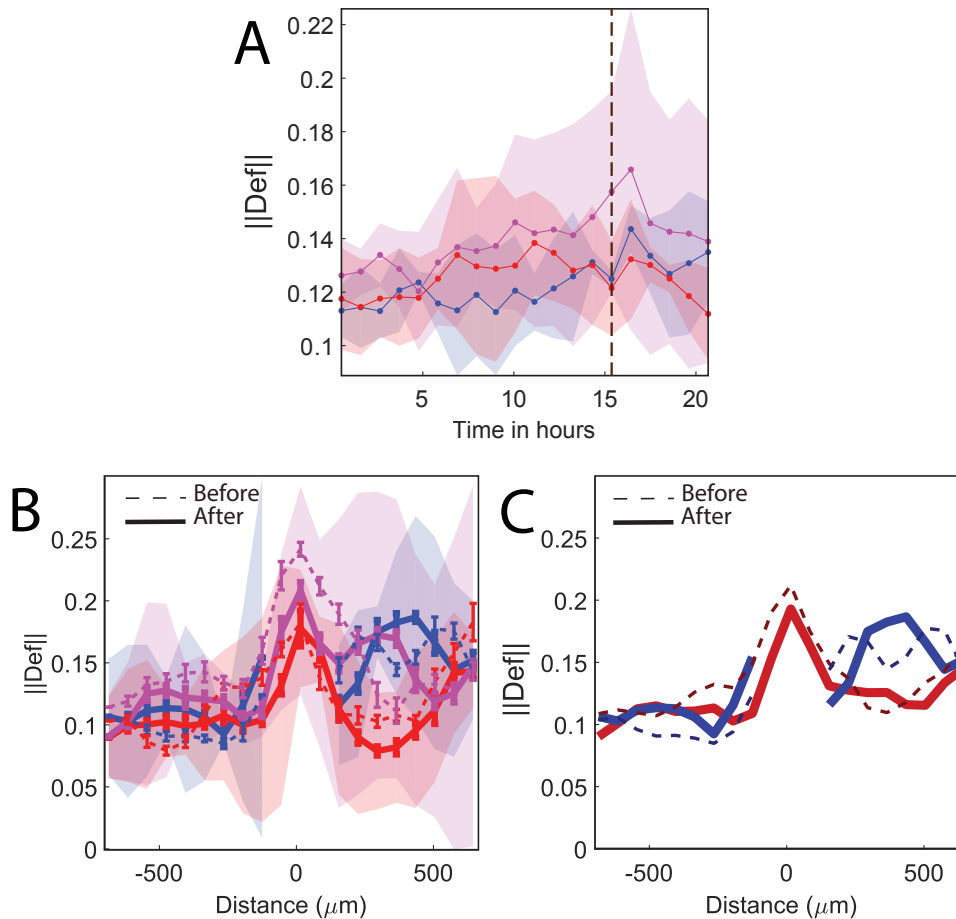 A
||Def||
0.22
0.2
0.18
0.16
0.14
0.12
0.1
5
10
15
20
Time in hours
B
Before
After
||Def||
0.25
0.2
0.15
0.1
0.05
0
-500
0
500
Distance (μm)
C
Before
After
||Def||
0.25
0.2
0.15
0.1
0.05
0
-500
0
500
Distance (μm)